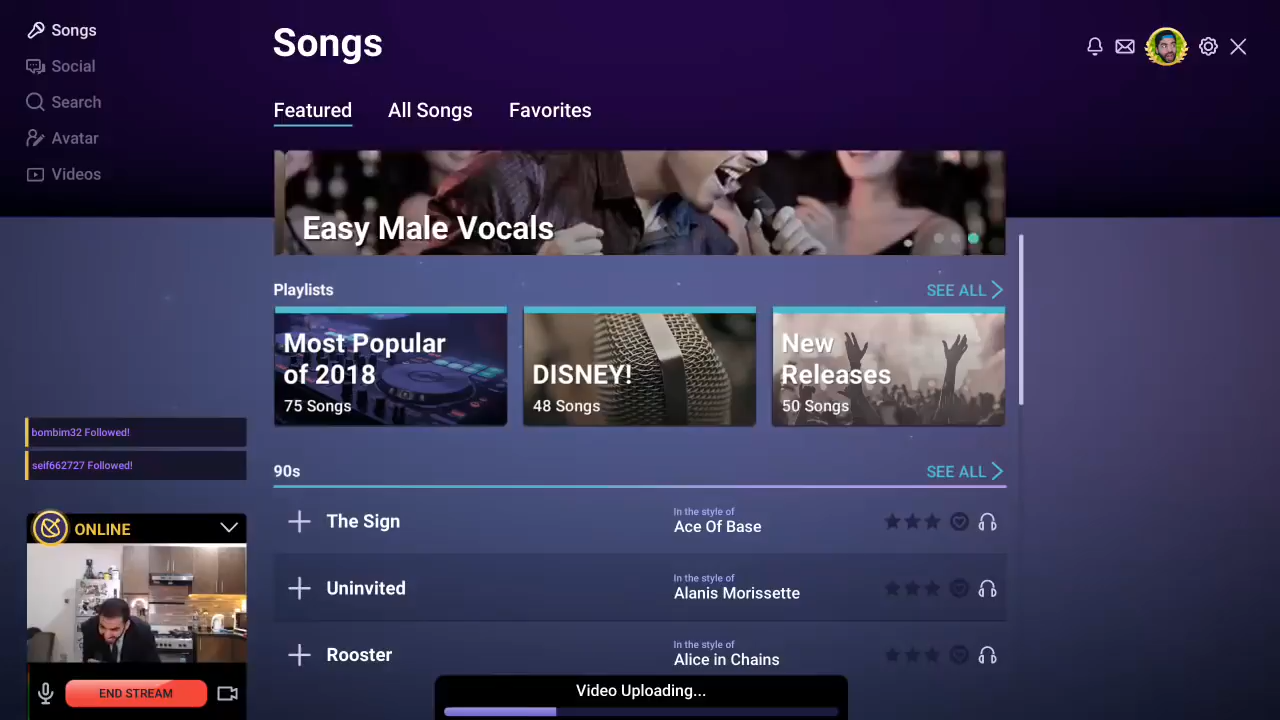 Songs
Social
Search
Avatar
Videos
Songs
Featured
All Songs
Favorites
Easy Male Vocals
Playlists
SEE ALL
Most Popular
of 2018
75 Songs
DISNEY!
48 Songs
New
Releases
50 Songs
bombim32 Followed!
seif662727 Followed!
90s
SEE ALL
The Sign
In the style of
Ace Of Base
Uninvited
In the style of
Alanis Morissette
Rooster
In the style of
Alice in Chains
ONLINE
END STREAM
Video Uploading...